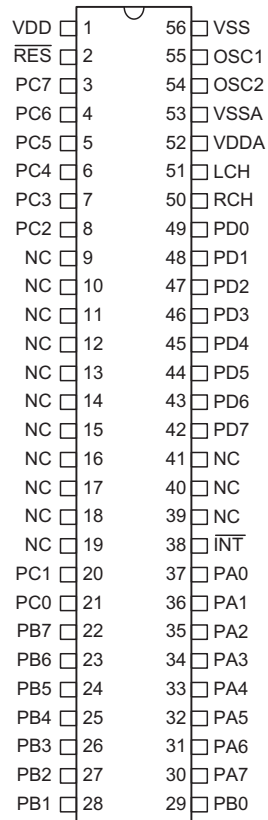 VDD 1 56 VSS
RES 2 55 OSC1
PC7 3 54 OSC2
PC6 4 53 VSSA
PC5 5 52 VDDA
PC4 6 51 LCH
PC3 7 50 RCH
PC2 8 49 PD0
NC 9 48 PD1
NC 10 47 PD2
NC 11 46 PD3
NC 12 45 PD4
NC 13 44 PD5
NC 14 43 PD6
NC 15 42 PD7
NC 16 41 NC
NC 17 40 NC
NC 18 39 NC
NC 19 38 INT
PC1 20 37 PA0
PC0 21 36 PA1
PB7 22 35 PA2
PB6 23 34 PA3
PB5 24 33 PA4
PB4 25 32 PA5
PB3 26 31 PA6
PB2 27 30 PA7
PB1 28 29 PB0